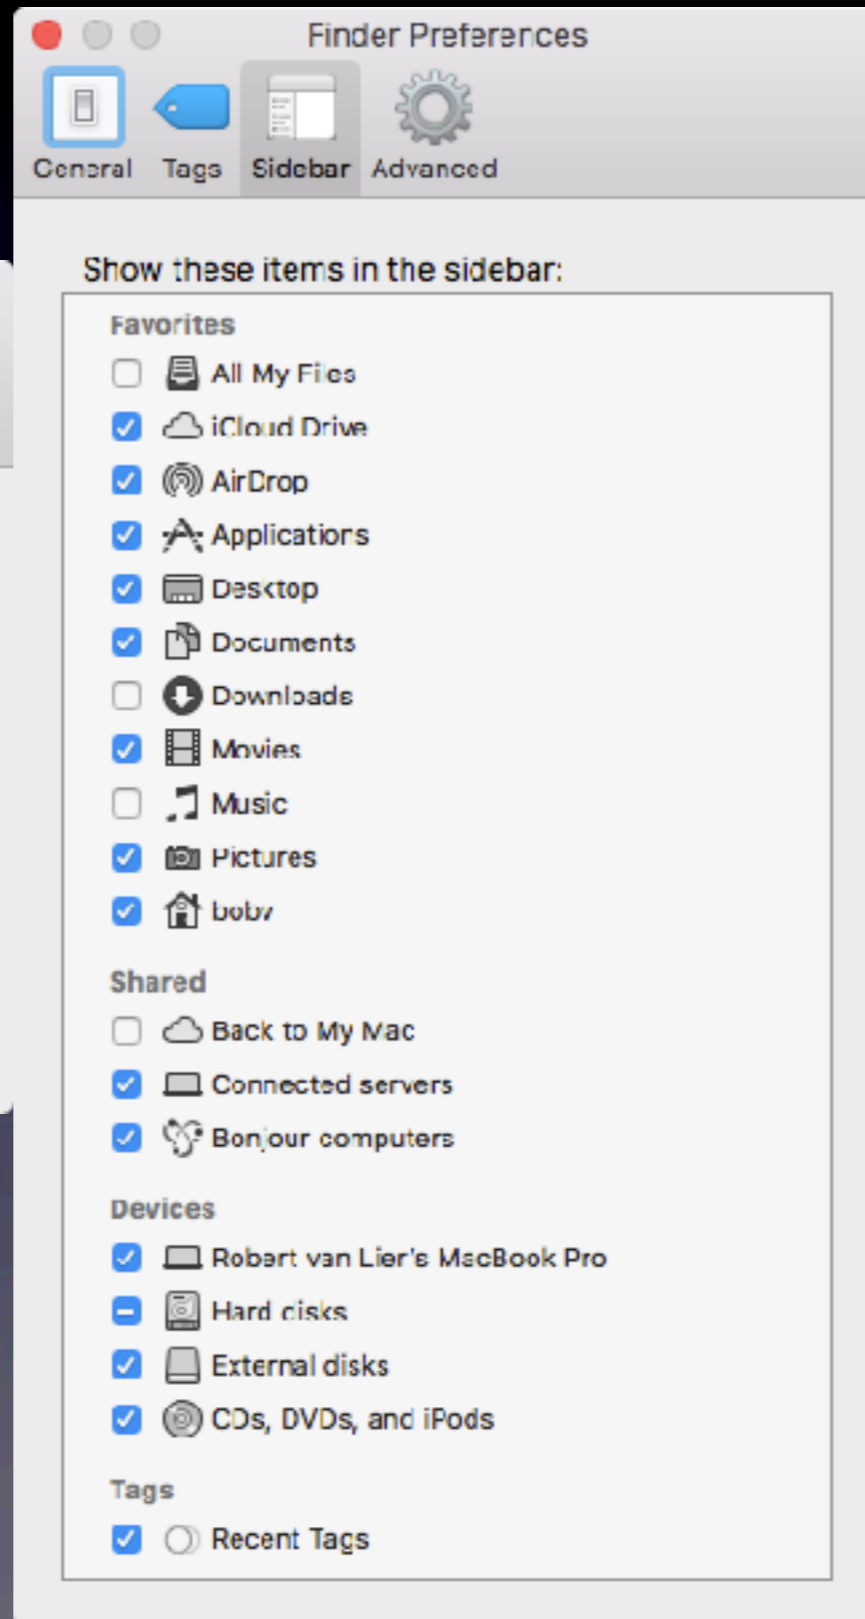 Finder Preferences
General Tags Sidebar Advanced
Show these items in the sidebar:
Favorites
All My Files
iCloud Drive
AirDrop
Applications
Desktop
Documents
Downloads
Movies
Music
Pictures
bobv
Shared
Back to My Mac
Connected servers
Bonjour computers
Devices
Robert van Lier's MacBook Pro
Hard disks
External disks
CDs, DVDs, and iPods
Tags
Recent Tags